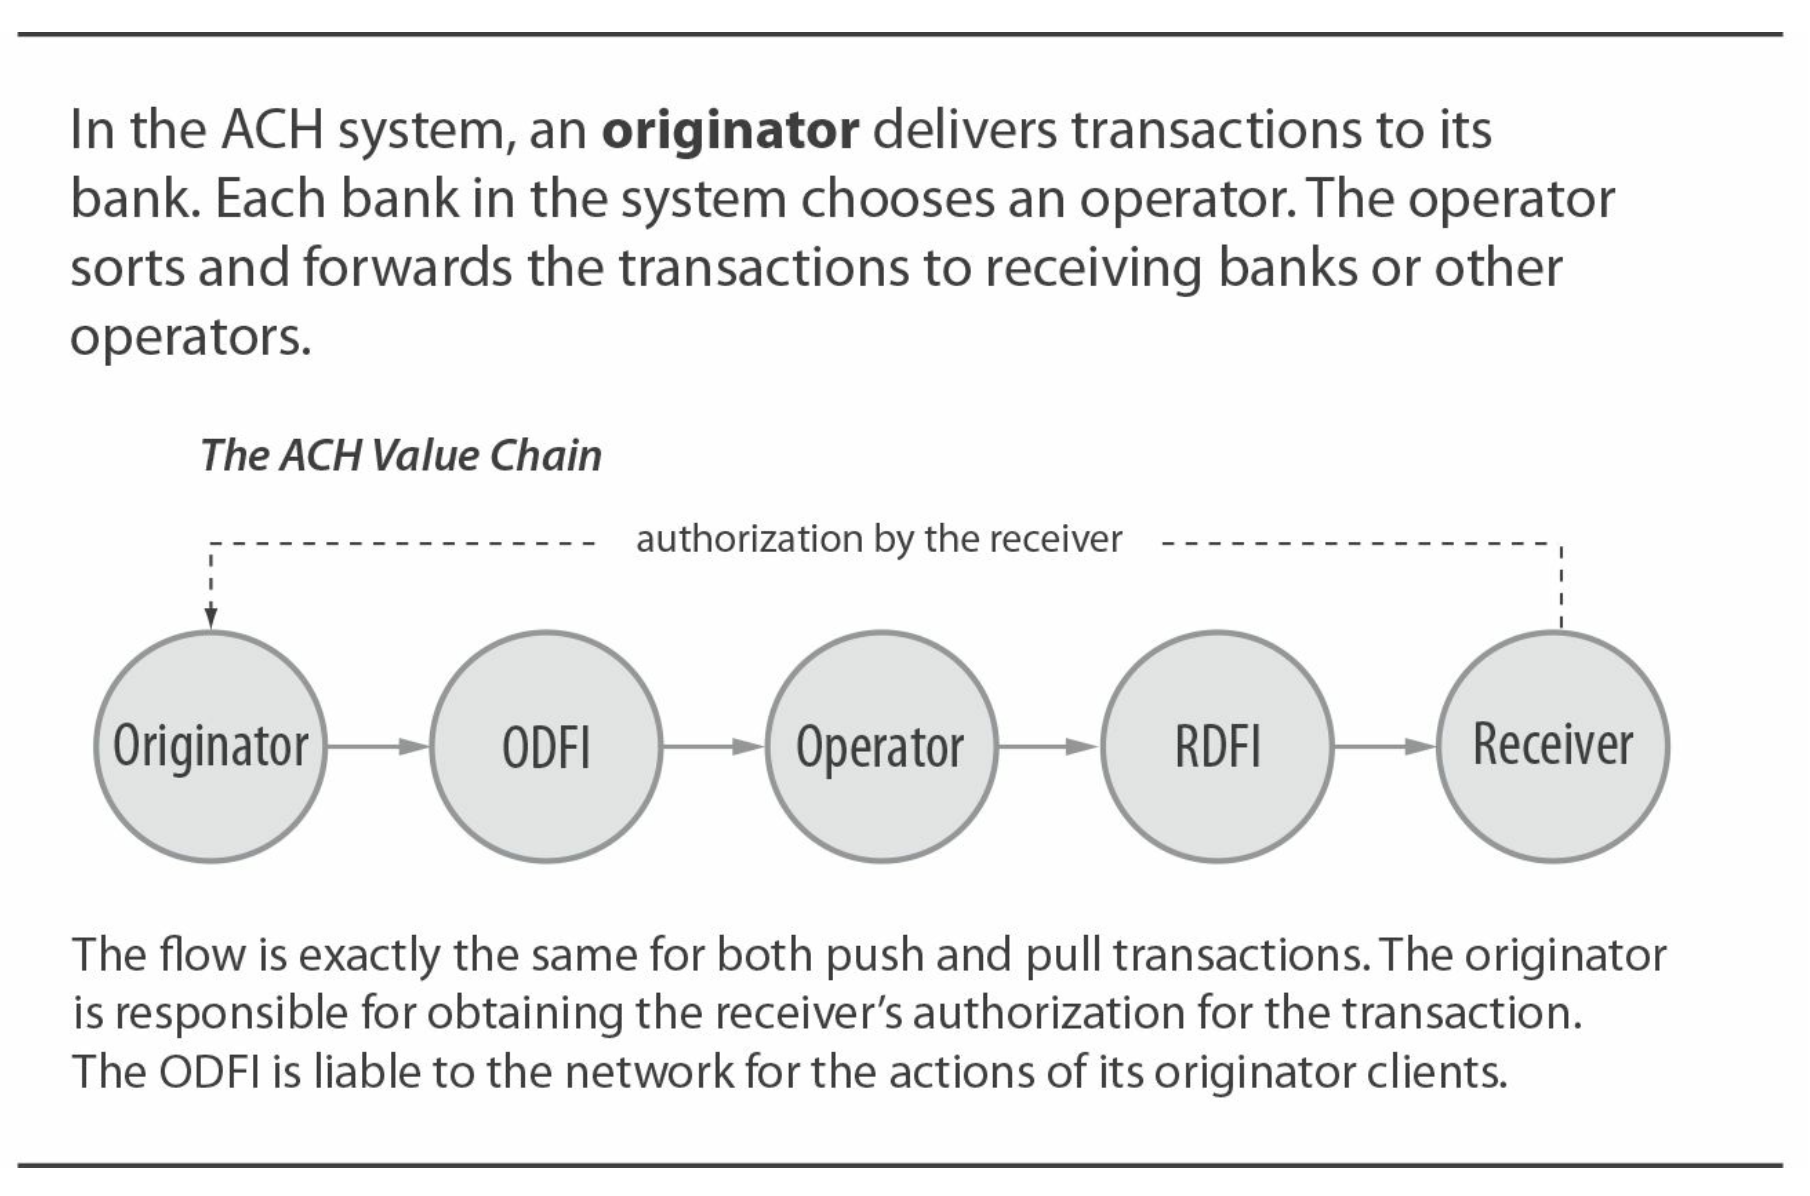 In the ACH system, an originator delivers transactions to its
bank. Each bank in the system chooses an operator. The operator
sorts and forwards the transactions to receiving banks or other
operators.
The ACH Value Chain
authorization by the receiver
Originator
ODFI
Operator
RDFI
Receiver
The flow is exactly the same for both push and pull transactions. The originator
is responsible for obtaining the receiver’s authorization for the transaction.
The ODFI is liable to the network for the actions of its originator clients.